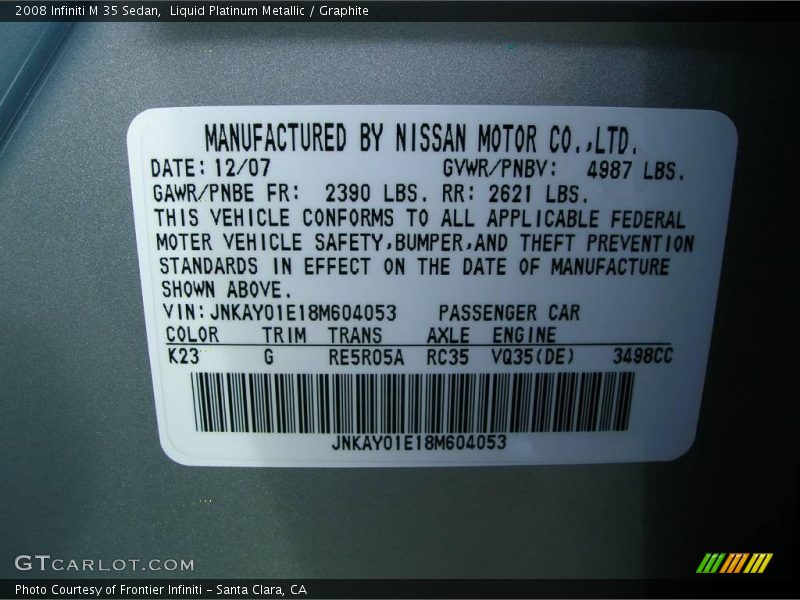 2008 Infiniti M 35 Sedan,  Liquid Platinum Metallic / Graphite
MANUFACTURED BY NISSAN MOTOR CO.,LTD.
DATE: 12/07 GVWR/PNBV: 4987 LBS.
GAWR/PNBE FR: 2390 LBS. RR: 2621 LBS.
THIS VEHICLE CONFORMS TO ALL APPLICABLE FEDERAL
MOTER VEHICLE SAFETY,BUMPER,AND THEFT PREVENTION
STANDARDS IN EFFECT ON THE DATE OF MANUFACTURE
SHOWN ABOVE.
VIN: JNKAY01E18M604053 PASSENGER CAR
COLOR TRIM TRANS AXLE ENGINE
K23 G RE5R05A RC35 VQ35(DE) 3498CC
JNKAY01E18M604053
GTCARLOT.COM
Photo Courtesy of Frontier Infiniti - Santa Clara, CA